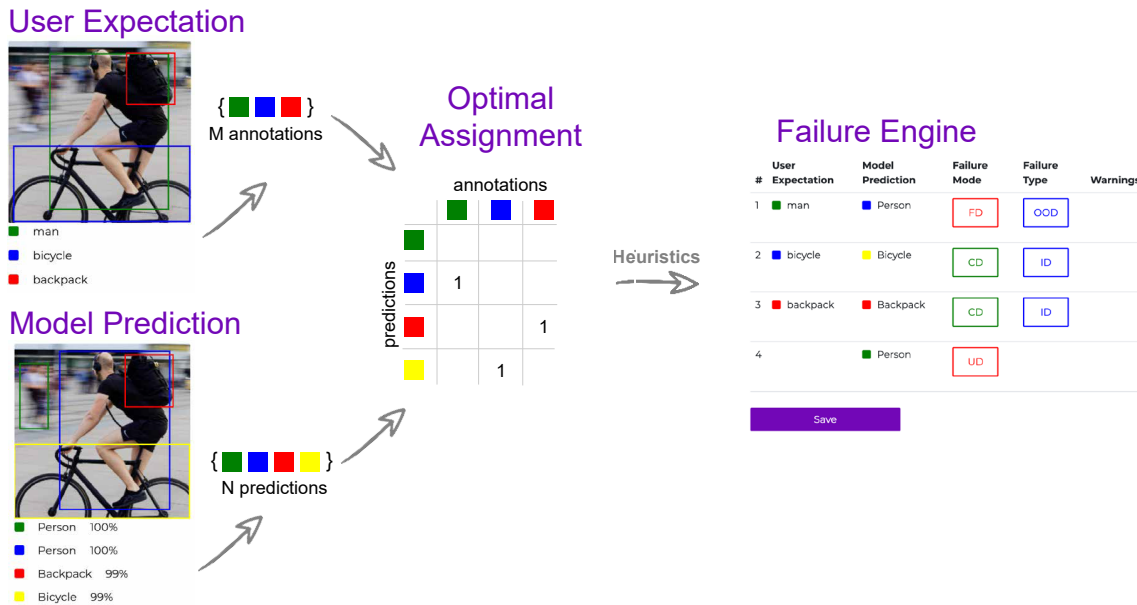 User Expectation
man
bicycle
backpack
{ }
M annotations
Model Prediction
Person 100%
Person 100%
Backpack 99%
Bicycle 99%
{ }
N predictions
Optimal
Assignment
annotations
predictions
1
1
1
Heuristics
Failure Engine
# User Expectation Model Prediction Failure Mode Failure Type Warnings
1 man Person FD OOD
2 bicycle Bicycle CD ID
3 backpack Backpack CD ID
4 Person UD
Save